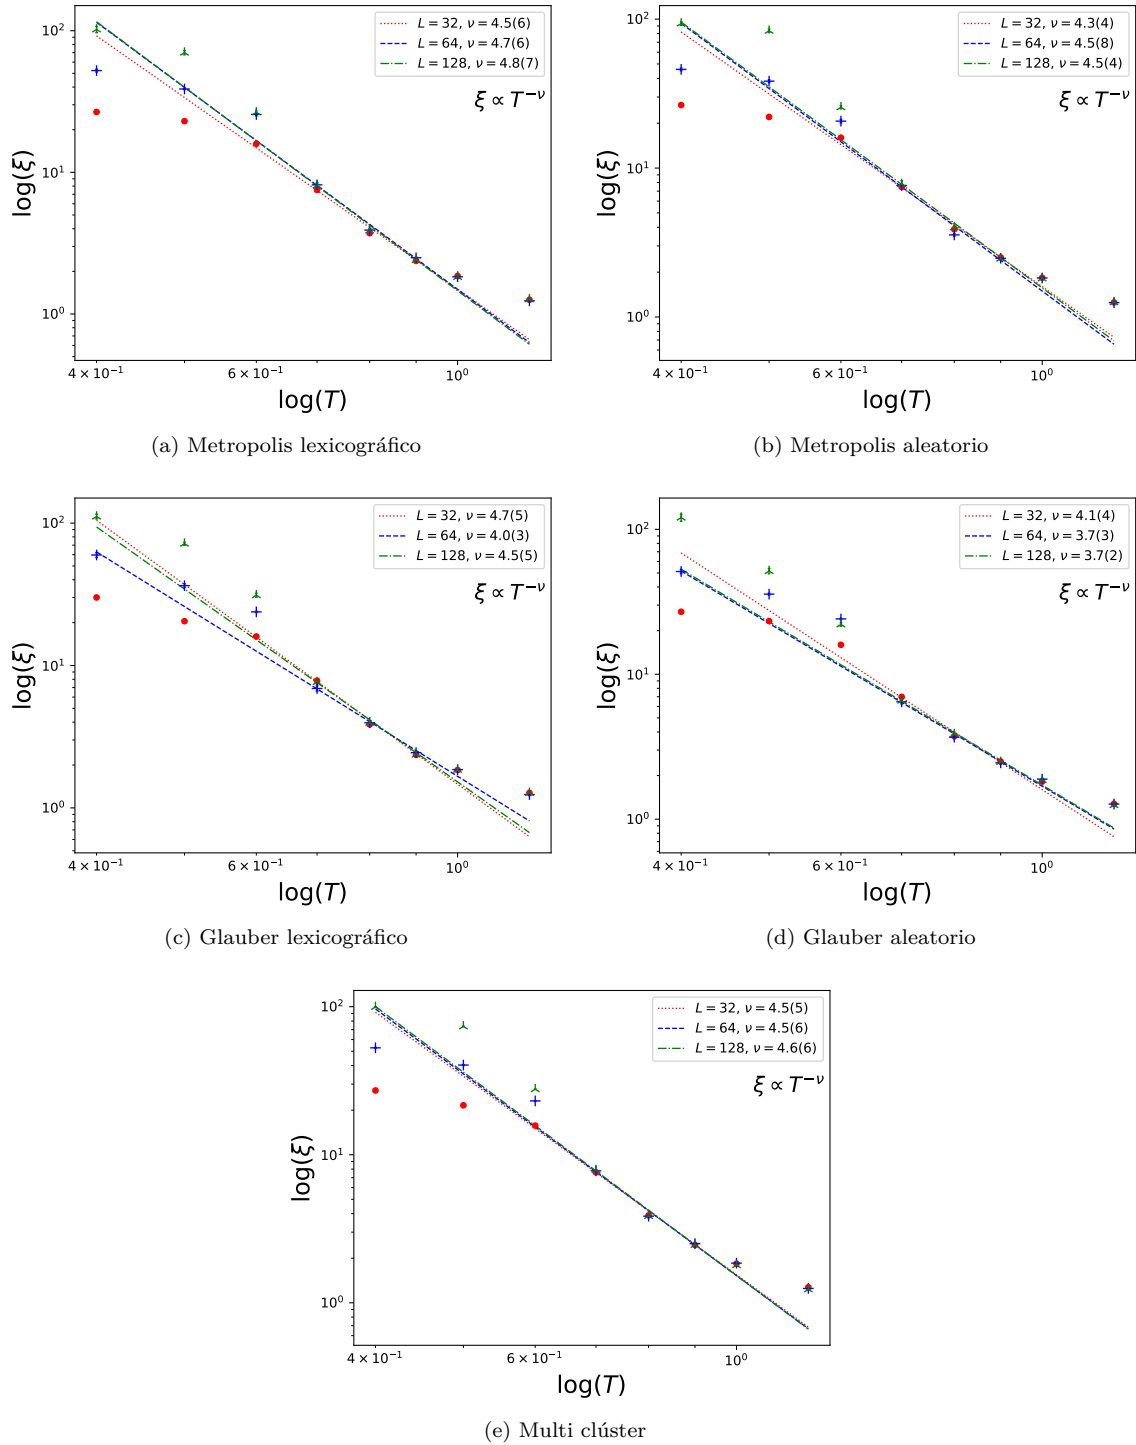 10²
10¹
10⁰
log(ξ)
L = 32, ν = 4.5(6)
L = 64, ν = 4.7(6)
L = 128, ν = 4.8(7)
ξ ∝ T⁻ᵛ
4 × 10⁻¹
6 × 10⁻¹
10⁰
log(T)
(a) Metropolis lexicográfico
10²
10¹
10⁰
log(ξ)
L = 32, ν = 4.3(4)
L = 64, ν = 4.5(8)
L = 128, ν = 4.5(4)
ξ ∝ T⁻ᵛ
4 × 10⁻¹
6 × 10⁻¹
10⁰
log(T)
(b) Metropolis aleatorio
10²
10¹
10⁰
log(ξ)
L = 32, ν = 4.7(5)
L = 64, ν = 4.0(3)
L = 128, ν = 4.5(5)
ξ ∝ T⁻ᵛ
4 × 10⁻¹
6 × 10⁻¹
10⁰
log(T)
(c) Glauber lexicográfico
10²
10¹
10⁰
log(ξ)
L = 32, ν = 4.1(4)
L = 64, ν = 3.7(3)
L = 128, ν = 3.7(2)
ξ ∝ T⁻ᵛ
4 × 10⁻¹
6 × 10⁻¹
10⁰
log(T)
(d) Glauber aleatorio
10²
10¹
10⁰
log(ξ)
L = 32, ν = 4.5(5)
L = 64, ν = 4.5(6)
L = 128, ν = 4.6(6)
ξ ∝ T⁻ᵛ
4 × 10⁻¹
6 × 10⁻¹
10⁰
log(T)
(e) Multi clúster